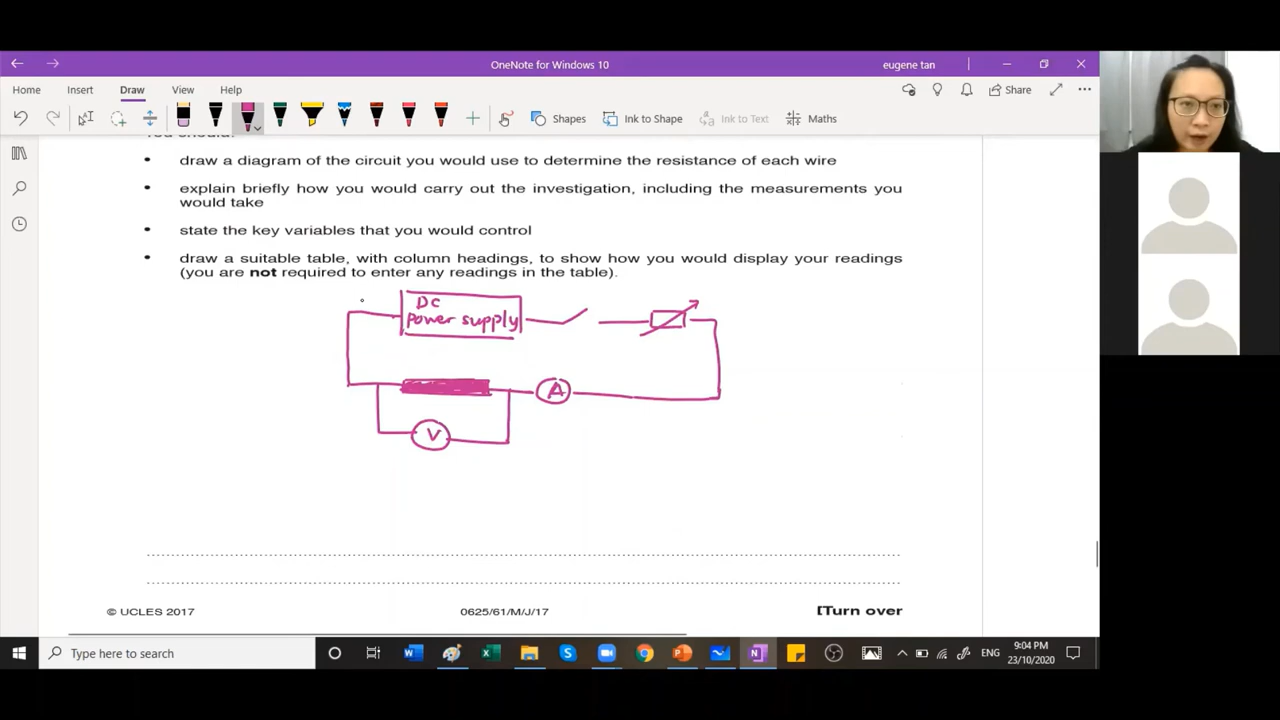 OneNote for Windows 10
eugene tan
Home Insert Draw View Help
Share
Shapes
Ink to Shape
Ink to Text
Maths
• draw a diagram of the circuit you would use to determine the resistance of each wire
• explain briefly how you would carry out the investigation, including the measurements you
would take
• state the key variables that you would control
• draw a suitable table, with column headings, to show how you would display your readings
(you are not required to enter any readings in the table).
DC
Power supply
A
V
© UCLES 2017
0625/61/M/J/17
[Turn over
Type here to search
ENG
9:04 PM
23/10/2020